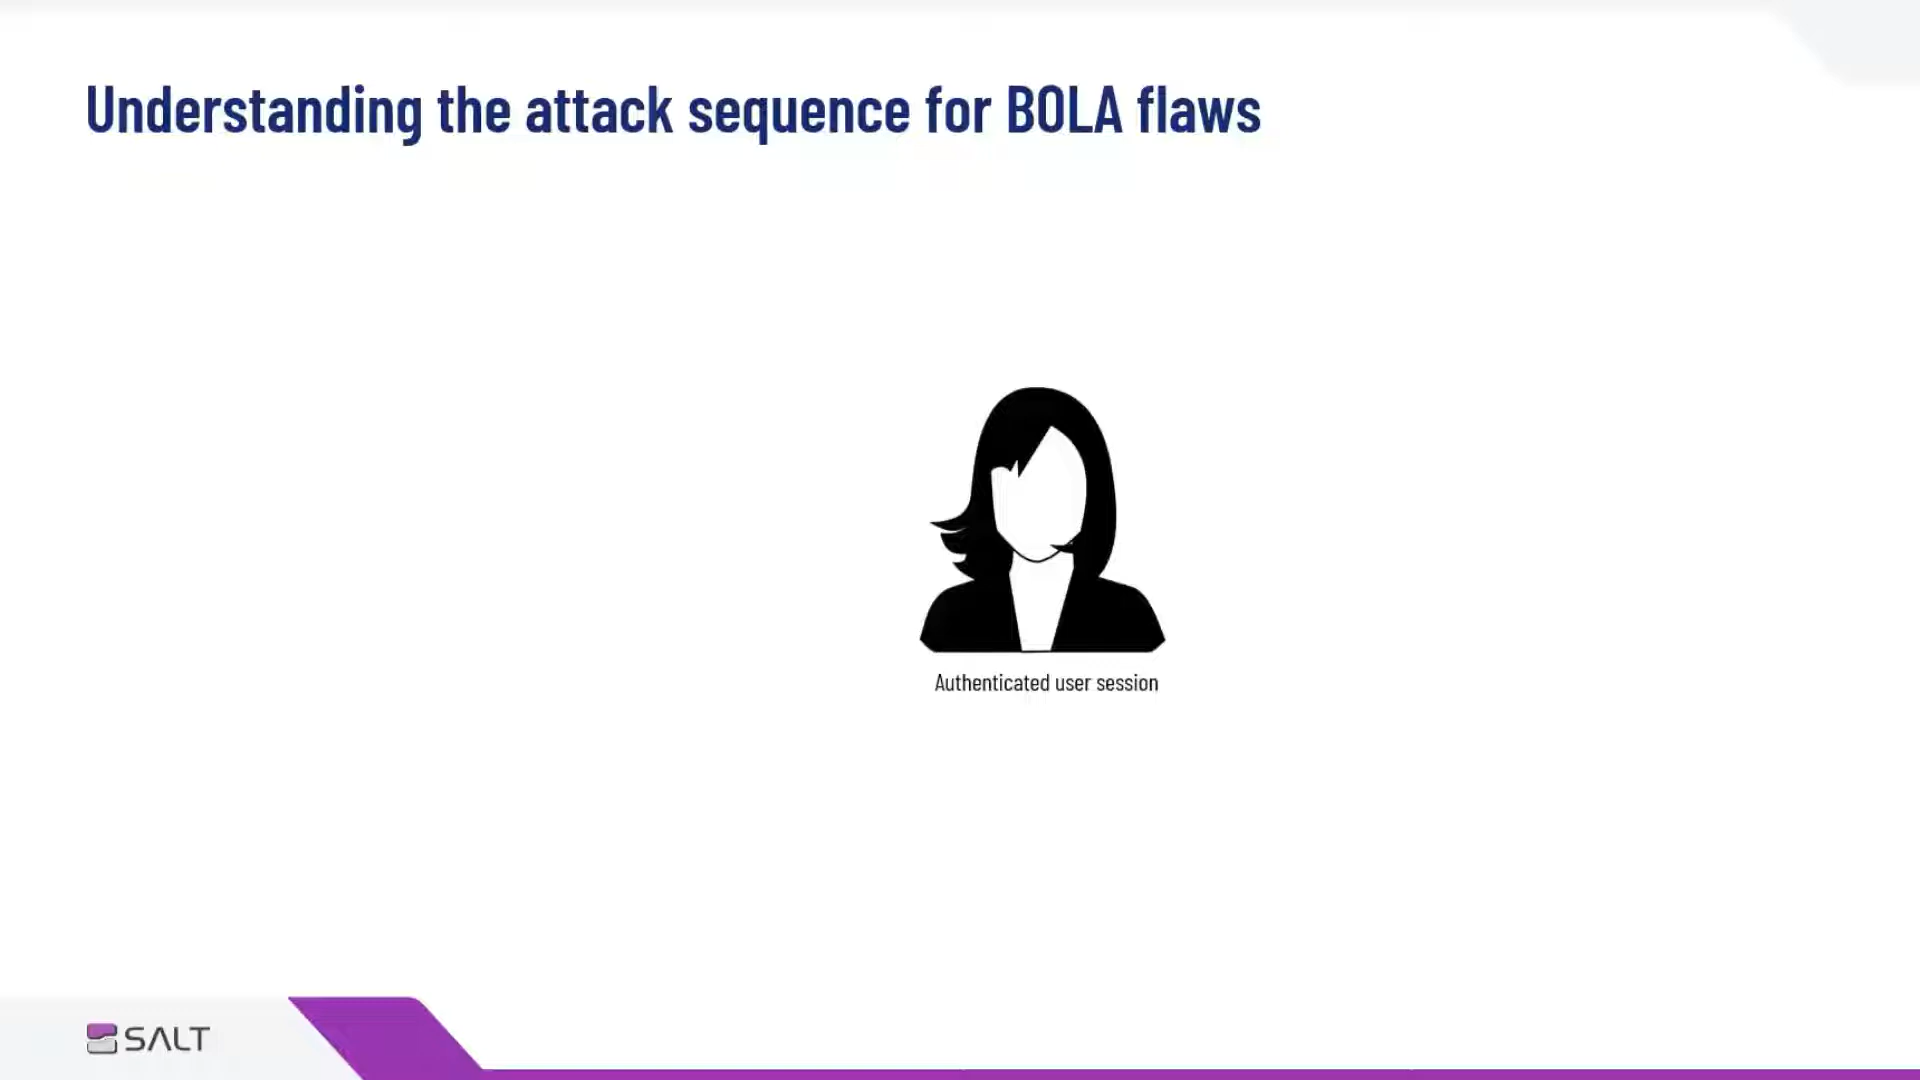 Understanding the attack sequence for BOLA flaws
Authenticated user session
SALT